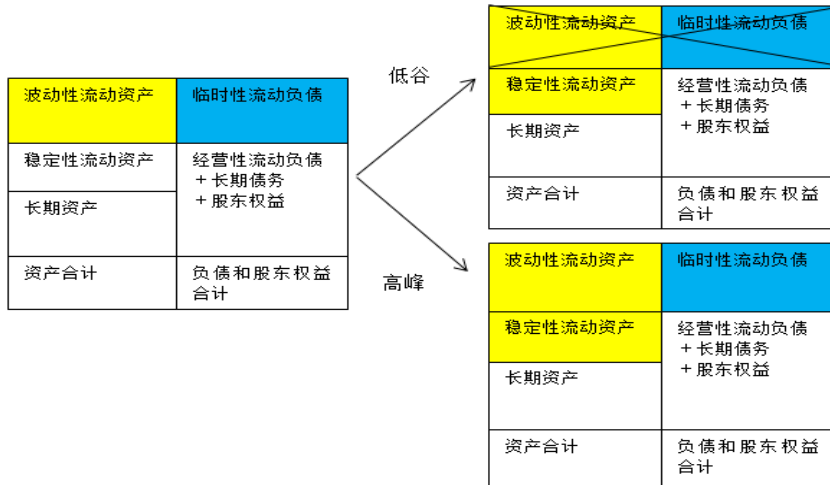 波动性流动资产
临时性流动负债
稳定性流动资产
经营性流动负债
＋长期债务
＋股东权益
长期资产
资产合计
负债和股东权益
合计
低谷
高峰
波动性流动资产
临时性流动负债
稳定性流动资产
经营性流动负债
＋长期债务
＋股东权益
长期资产
资产合计
负债和股东权益
合计
波动性流动资产
临时性流动负债
稳定性流动资产
经营性流动负债
＋长期债务
＋股东权益
长期资产
资产合计
负债和股东权益
合计